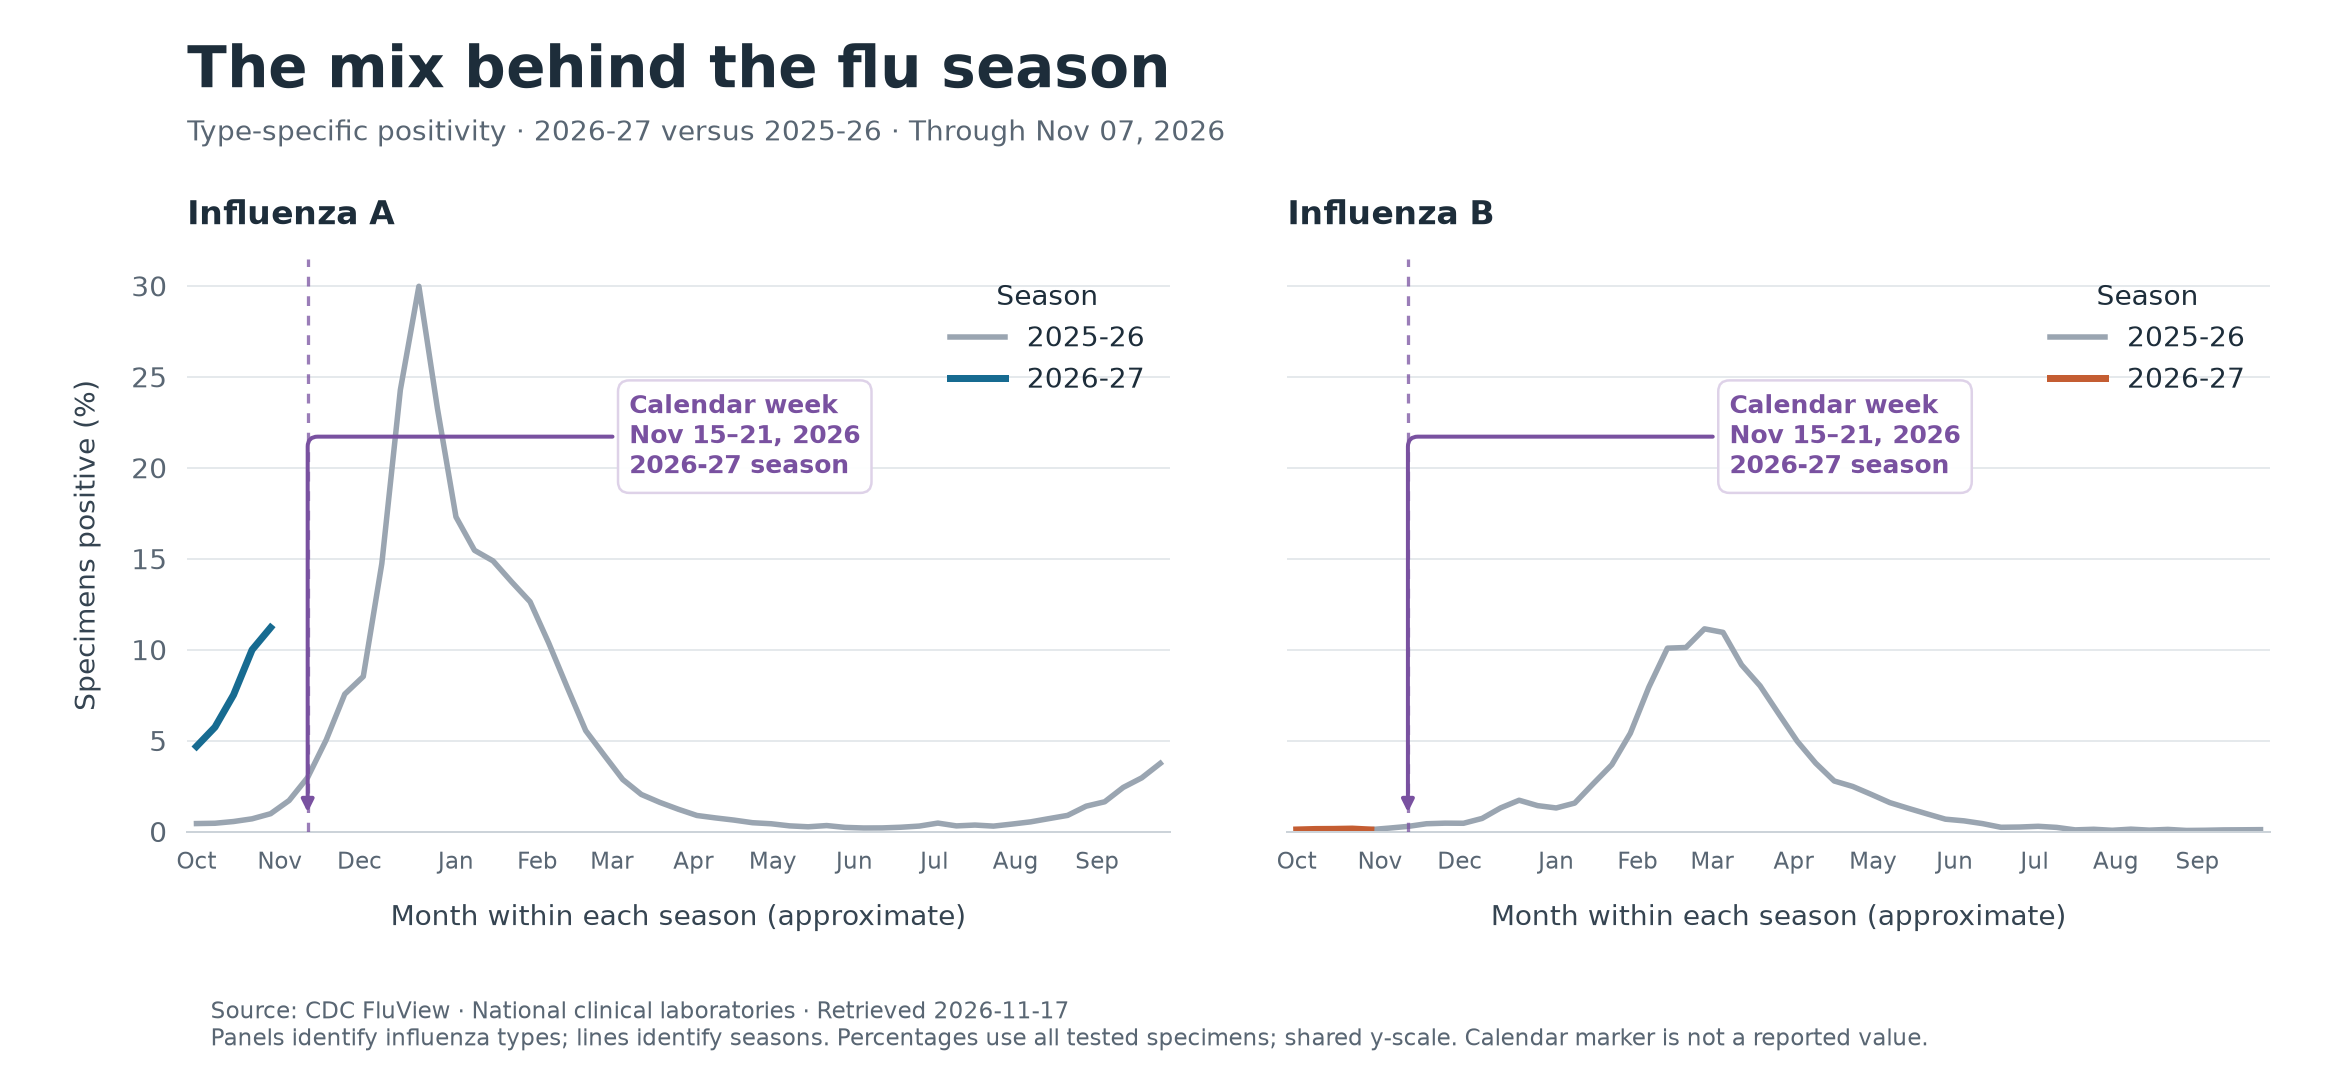 The mix behind the flu season
Type-specific positivity · 2026-27 versus 2025-26 · Through Nov 07, 2026
Influenza A
Specimens positive (%)
30
25
20
15
10
5
0
Season
2025-26
2026-27
Calendar week
Nov 15–21, 2026
2026-27 season
Oct Nov Dec Jan Feb Mar Apr May Jun Jul Aug Sep
Month within each season (approximate)
Influenza B
Season
2025-26
2026-27
Calendar week
Nov 15–21, 2026
2026-27 season
Oct Nov Dec Jan Feb Mar Apr May Jun Jul Aug Sep
Month within each season (approximate)
Source: CDC FluView · National clinical laboratories · Retrieved 2026-11-17
Panels identify influenza types; lines identify seasons. Percentages use all tested specimens; shared y-scale. Calendar marker is not a reported value.